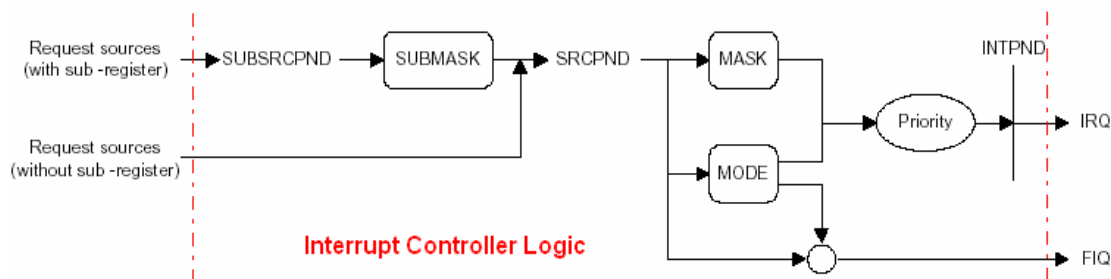 Request sources
(with sub -register)
SUBSRCPND
SUBMASK
SRCPND
MASK
INTPND
Priority
IRQ
Request sources
(without sub -register)
MODE
Interrupt Controller Logic
FIQ